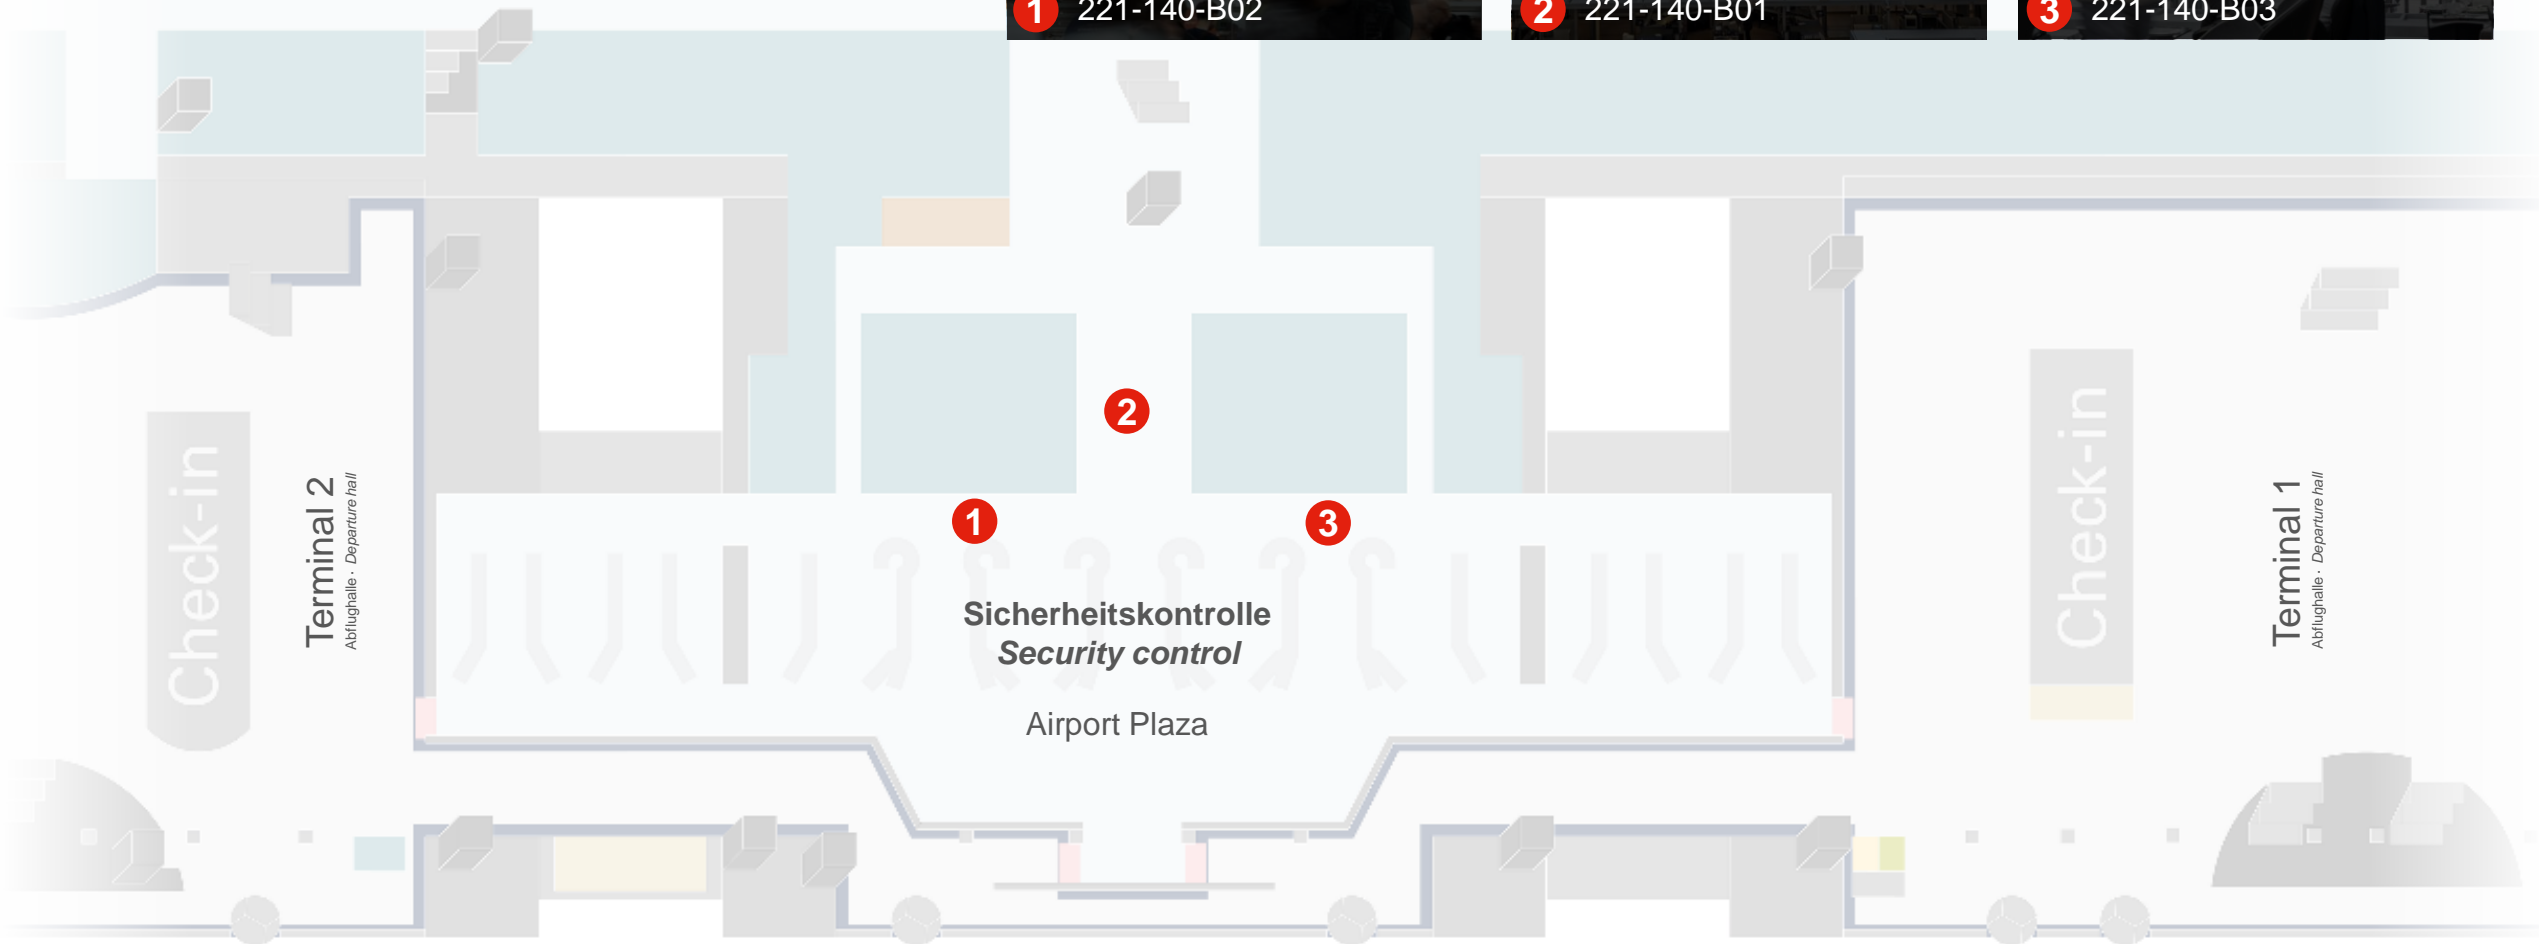 1 221-140-B02
2 221-140-B01
3 221-140-B03
2
1
3
Check-in
Terminal 2
Abflughalle · Departure hall
Sicherheitskontrolle
Security control
Airport Plaza
Check-in
Terminal 1
Abflughalle · Departure hall